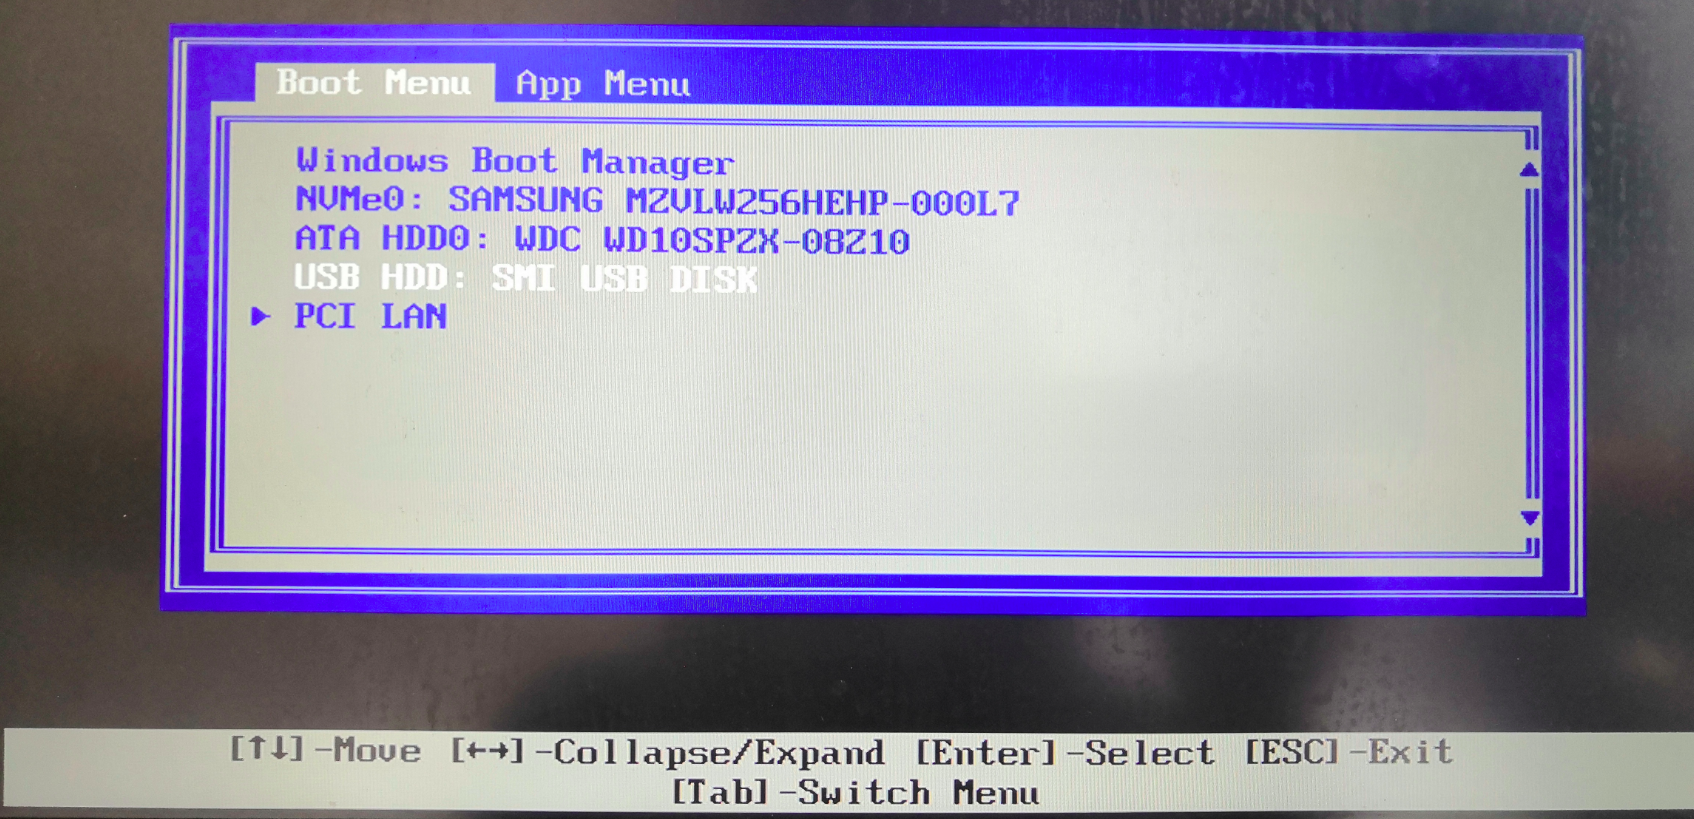 Boot Menu App Menu
Windows Boot Manager
NVMe0: SAMSUNG MZVLW256HEHP-000L7
ATA HDD0: WDC WD10SPZX-08Z10
USB HDD: SMI USB DISK
PCI LAN
[↑↓]-Move [←→]-Collapse/Expand [Enter]-Select [ESC]-Exit
[Tab]-Switch Menu